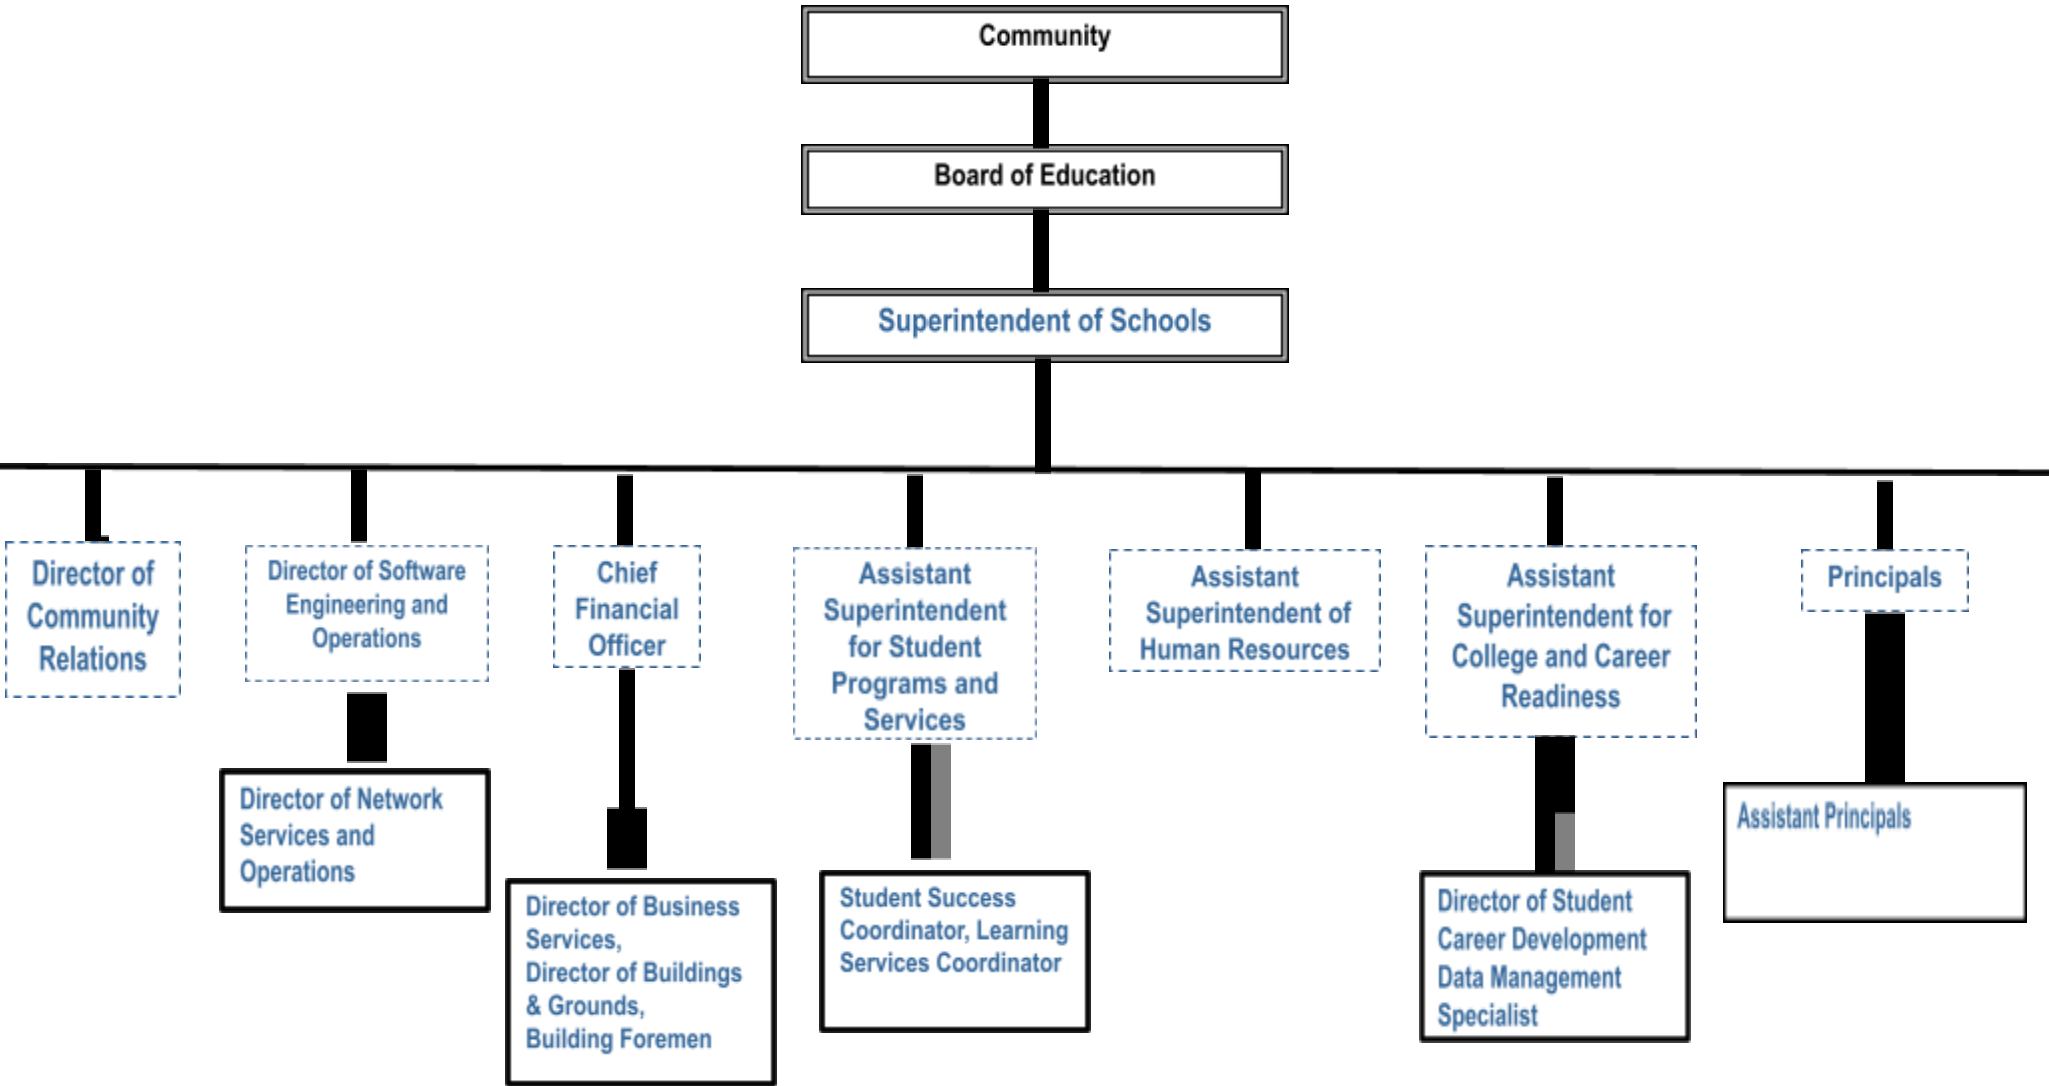 Community
Board of Education
Superintendent of Schools
Director of
Community
Relations
Director of Software
Engineering and
Operations
Chief
Financial
Officer
Assistant
Superintendent
for Student
Programs and
Services
Assistant
Superintendent of
Human Resources
Assistant
Superintendent for
College and Career
Readiness
Principals
Director of Network
Services and
Operations
Director of Business
Services,
Director of Buildings
& Grounds,
Building Foremen
Student Success
Coordinator, Learning
Services Coordinator
Director of Student
Career Development
Data Management
Specialist
Assistant Principals